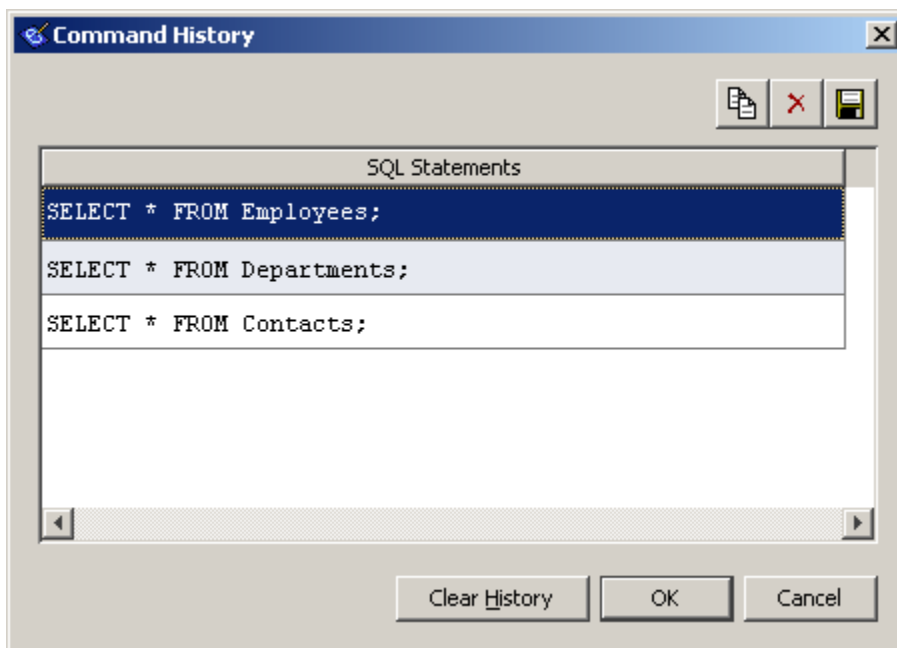 Command History
SQL Statements
SELECT * FROM Employees;
SELECT * FROM Departments;
SELECT * FROM Contacts;
Clear History
OK
Cancel